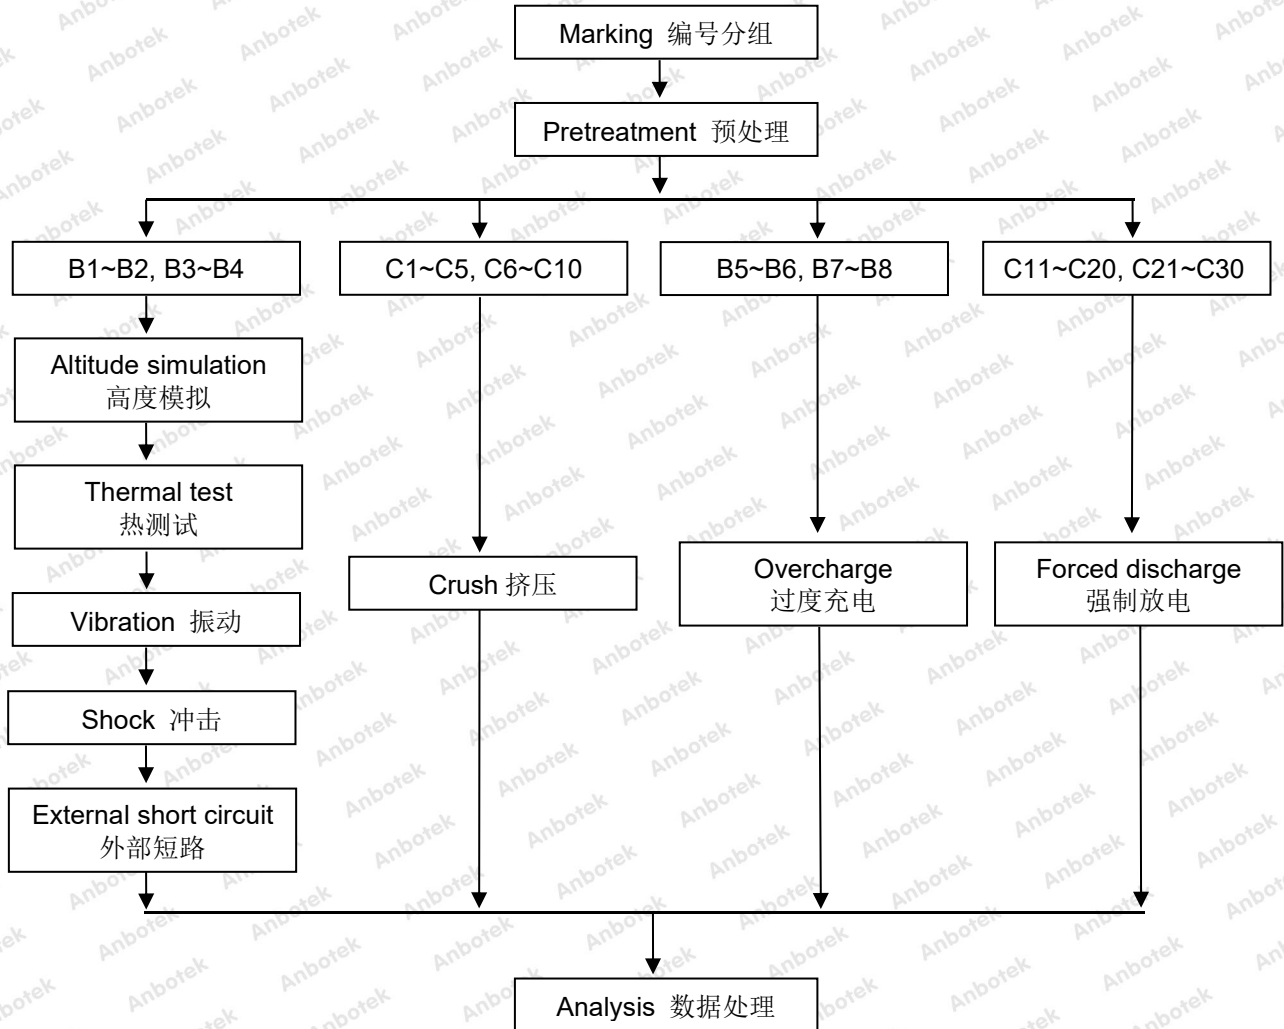 Marking 编号分组
Pretreatment 预处理
B1~B2, B3~B4
C1~C5, C6~C10
B5~B6, B7~B8
C11~C20, C21~C30
Altitude simulation
高度模拟
Thermal test
热测试
Vibration 振动
Shock 冲击
External short circuit
外部短路
Crush 挤压
Overcharge
过度充电
Forced discharge
强制放电
Analysis 数据处理
Anbotek